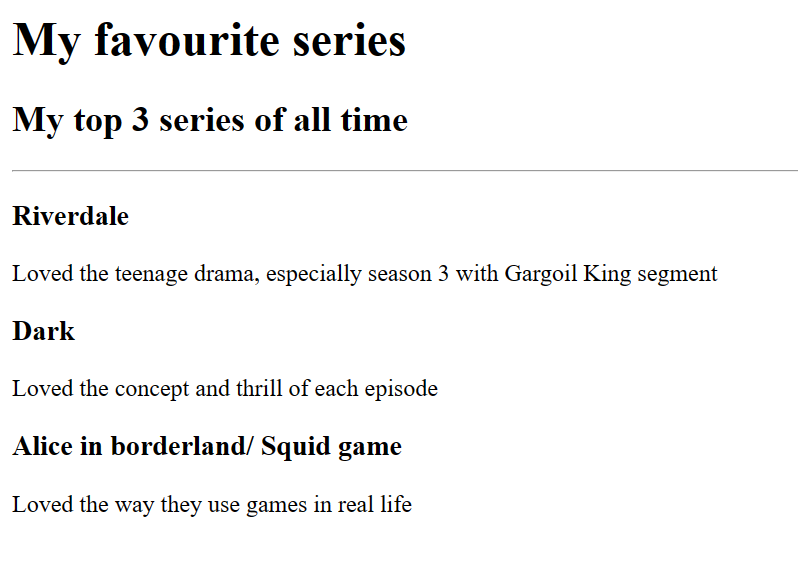 My favourite series
My top 3 series of all time
Riverdale
Loved the teenage drama, especially season 3 with Gargoil King segment
Dark
Loved the concept and thrill of each episode
Alice in borderland/ Squid game
Loved the way they use games in real life